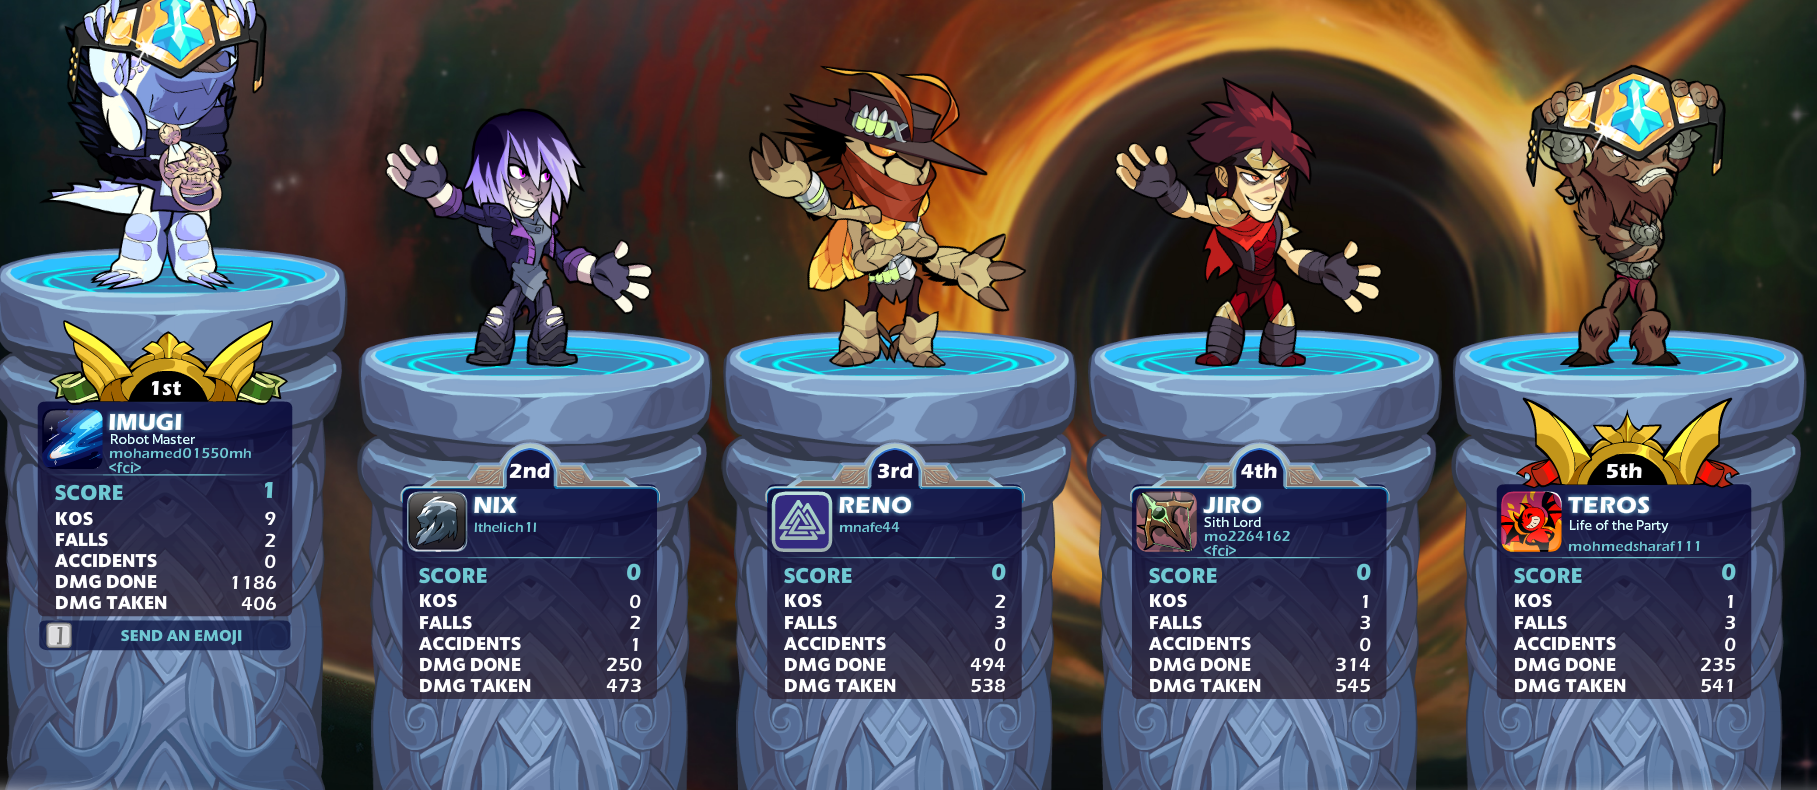 1st
IMUGI
Robot Master
mohamed01550mh
<fci>
SCORE 1
KOS 9
FALLS 2
ACCIDENTS 0
DMG DONE 1186
DMG TAKEN 406
] SEND AN EMOJI
2nd
NIX
SCORE 0
KOS 0
FALLS 2
ACCIDENTS 1
DMG DONE 250
DMG TAKEN 473
3rd
RENO
mnafe44
SCORE 0
KOS 2
FALLS 3
ACCIDENTS 0
DMG DONE 494
DMG TAKEN 538
4th
JIRO
Sith Lord
mo2264162
<fci>
SCORE 0
KOS 1
FALLS 3
ACCIDENTS 0
DMG DONE 314
DMG TAKEN 545
5th
TEROS
Life of the Party
mohmedsharaf111
SCORE 0
KOS 1
FALLS 3
ACCIDENTS 0
DMG DONE 235
DMG TAKEN 541